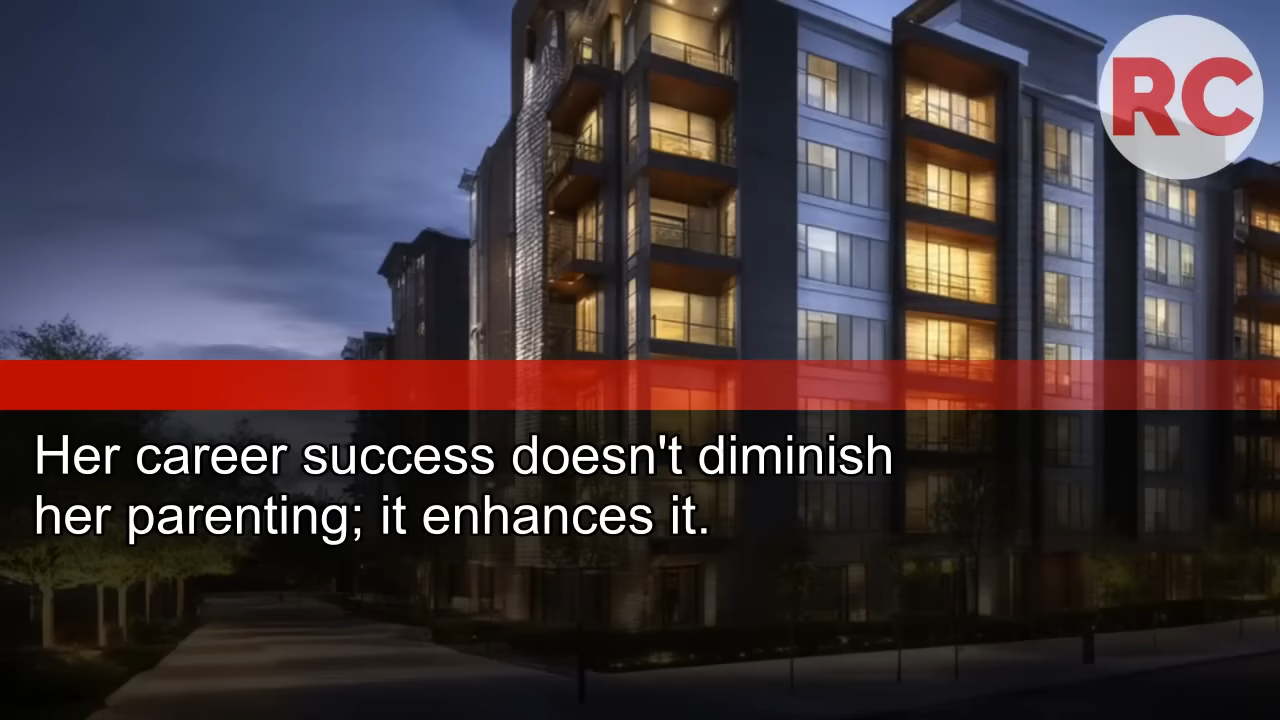 RC
Her career success doesn't diminish
her parenting; it enhances it.